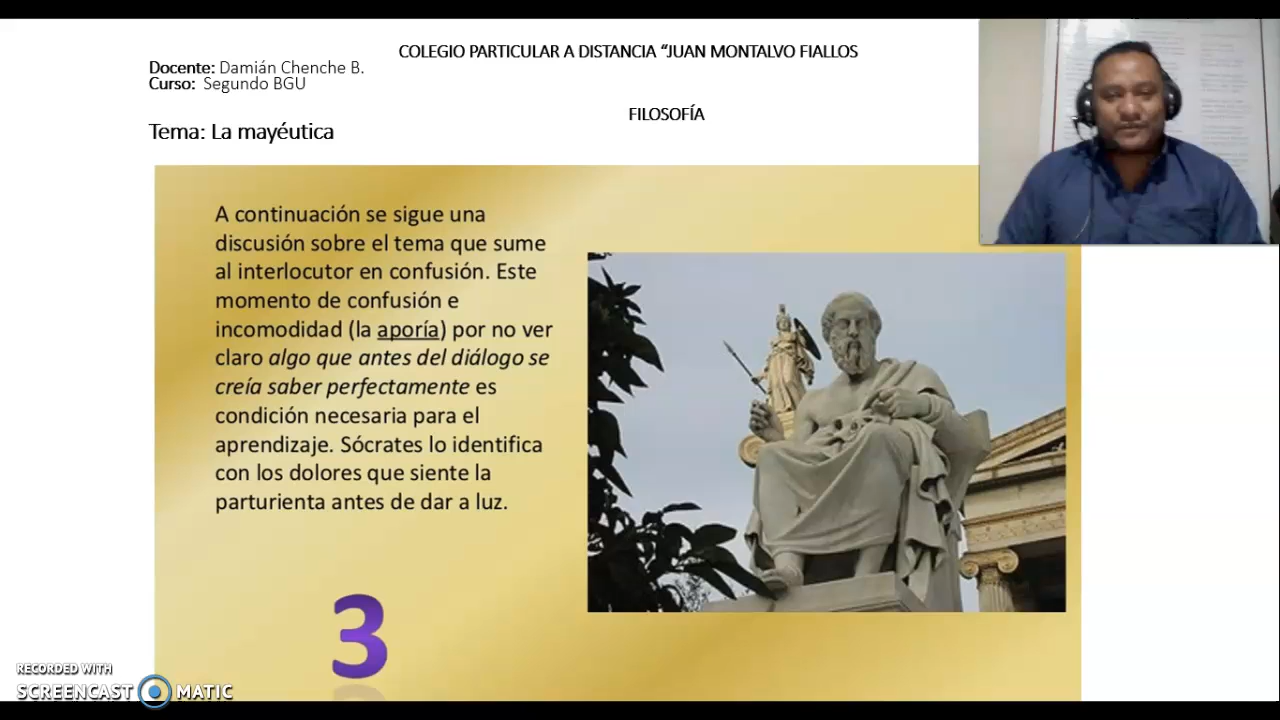 COLEGIO PARTICULAR A DISTANCIA “JUAN MONTALVO FIALLOS
Docente: Damián Chenche B.
Curso: Segundo BGU
FILOSOFÍA
Tema: La mayéutica
A continuación se sigue una
discusión sobre el tema que sume
al interlocutor en confusión. Este
momento de confusión e
incomodidad (la aporía) por no ver
claro algo que antes del diálogo se
creía saber perfectamente es
condición necesaria para el
aprendizaje. Sócrates lo identifica
con los dolores que siente la
parturienta antes de dar a luz.
3
RECORDED WITH
SCREENCAST MATIC